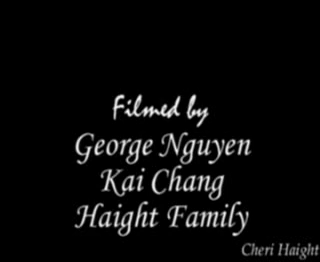 Filmed by
George Nguyen
Kai Chang
Haight Family
Cheri Haight